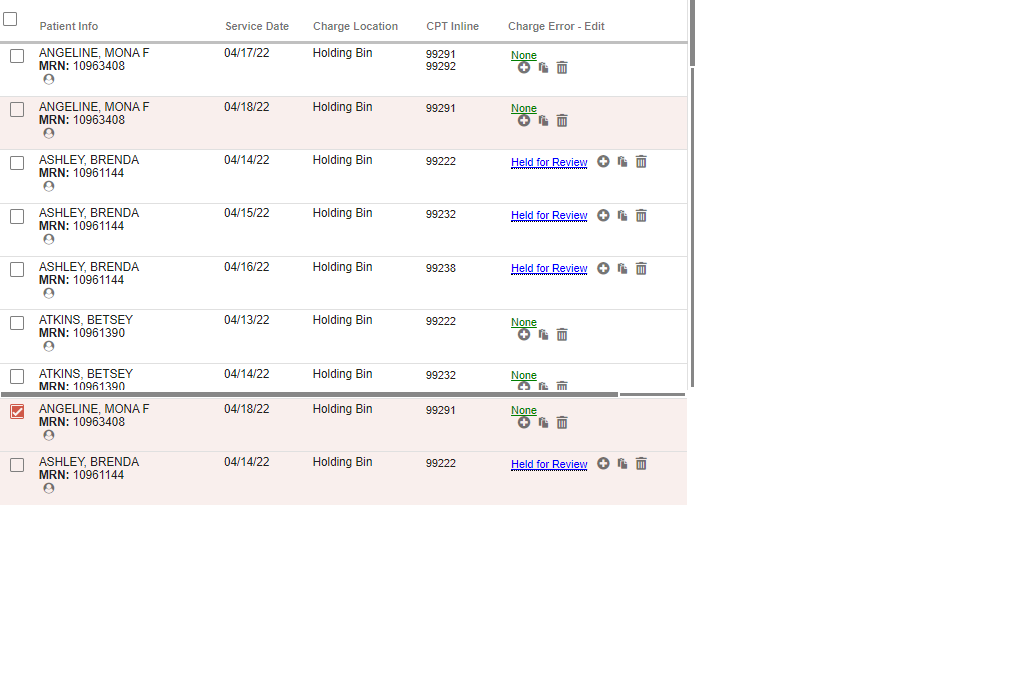 Patient Info Service Date Charge Location CPT Inline Charge Error - Edit
ANGELINE, MONA F 04/17/22 Holding Bin 99291 None
MRN: 10963408 99292
ANGELINE, MONA F 04/18/22 Holding Bin 99291 None
MRN: 10963408
ASHLEY, BRENDA 04/14/22 Holding Bin 99222 Held for Review
MRN: 10961144
ASHLEY, BRENDA 04/15/22 Holding Bin 99232 Held for Review
MRN: 10961144
ASHLEY, BRENDA 04/16/22 Holding Bin 99238 Held for Review
MRN: 10961144
ATKINS, BETSEY 04/13/22 Holding Bin 99222 None
MRN: 10961390
ATKINS, BETSEY 04/14/22 Holding Bin 99232 None
MRN: 10961390
ANGELINE, MONA F 04/18/22 Holding Bin 99291 None
MRN: 10963408
ASHLEY, BRENDA 04/14/22 Holding Bin 99222 Held for Review
MRN: 10961144